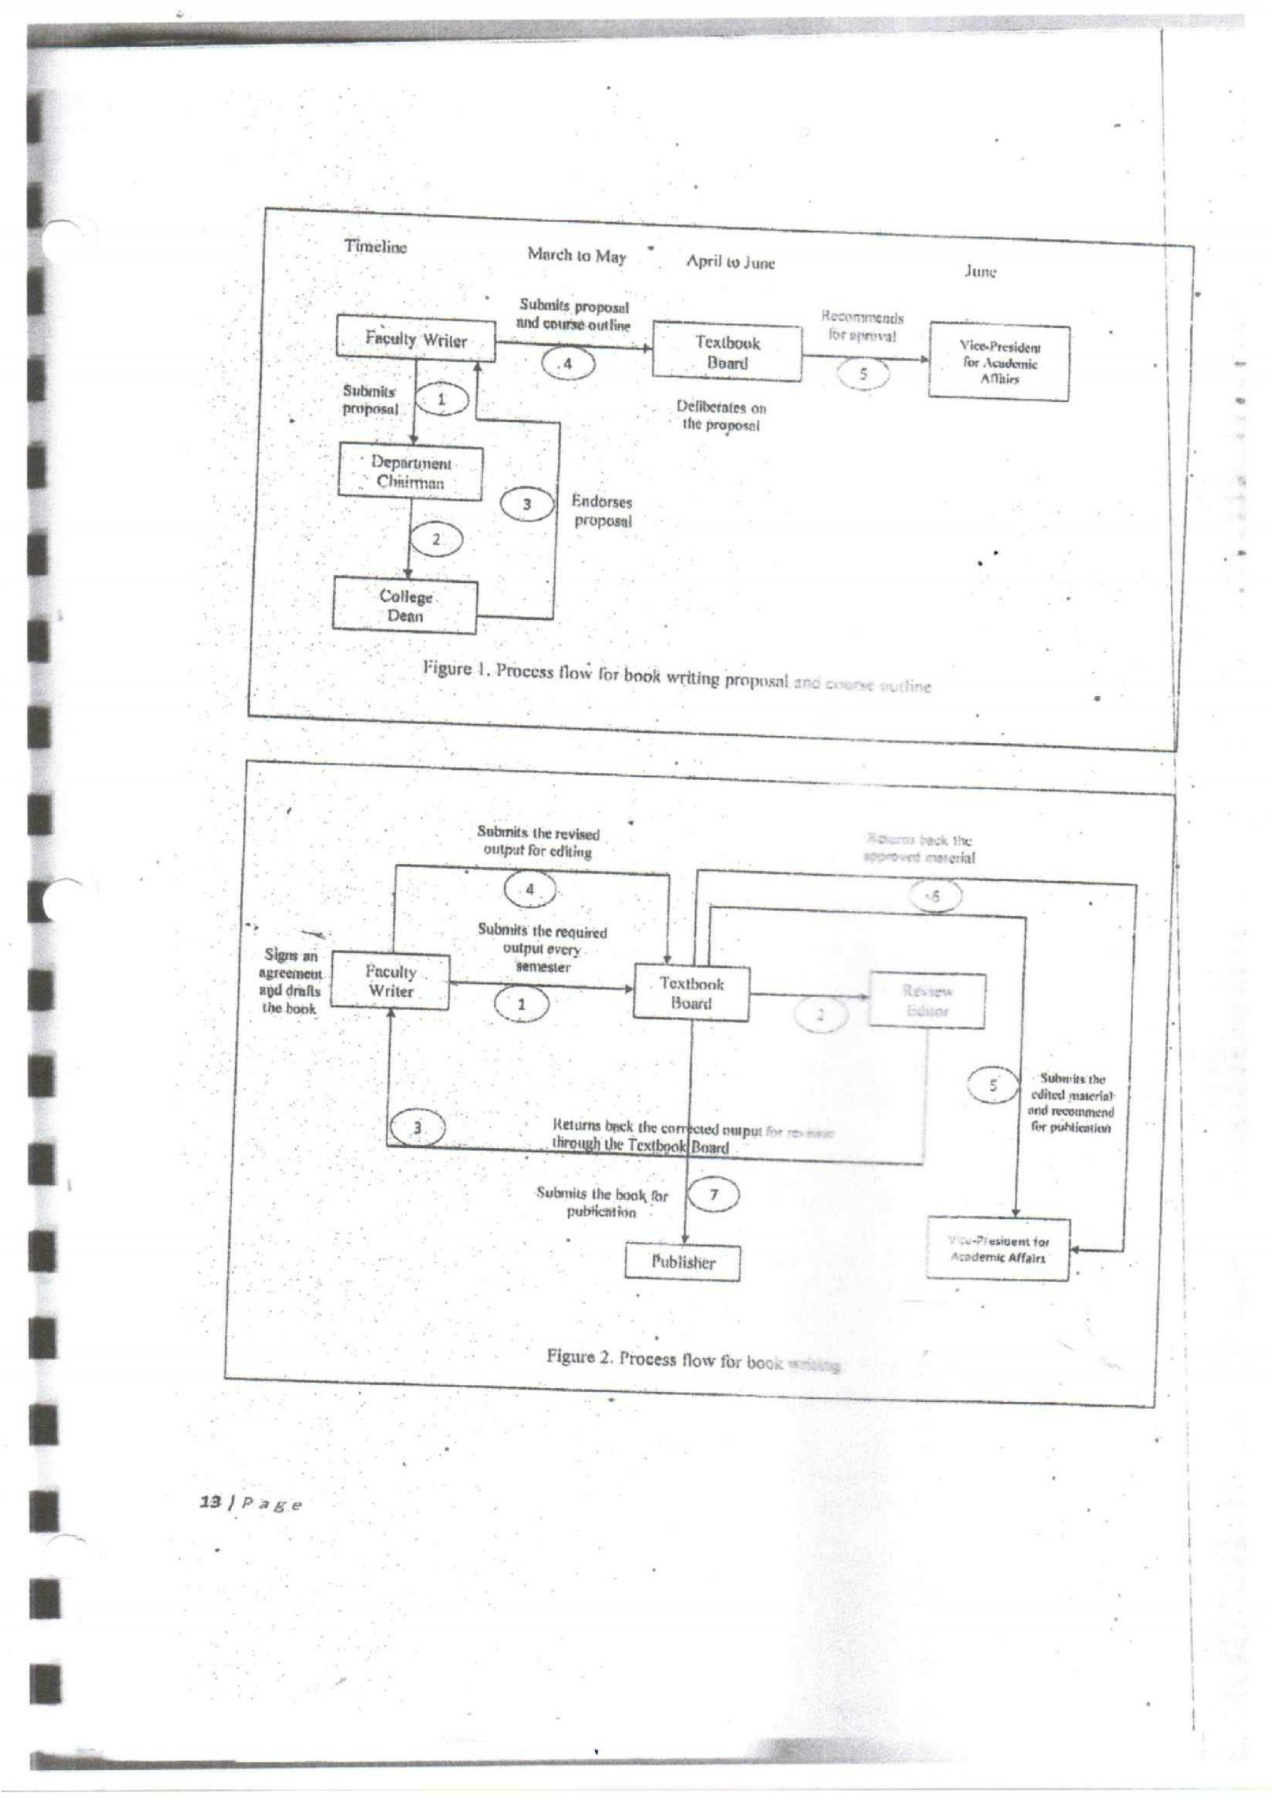 Timeline
March to May
April to June
June
Faculty Writer
Submits proposal
and course outline
4
Textbook
Board
Recommends
for aproval
5
Vice-President
for Academic
Affairs
Submits
proposal
1
Deliberates on
the proposal
Department
Chairman
3
Endorses
proposal
2
College
Dean
Figure 1. Process flow for book writing proposal and course outline
Submits the revised
output for editing
4
Returns back the
approved material
6
Submits the required
output every
semester
1
Signs an
agreement
and drafts
the book
Faculty
Writer
Textbook
Board
2
Review
Editor
5
Submits the
edited material
and recommend
for publication
3
Returns back the corrected output for revision
through the Textbook Board
Submits the book for
publication
7
Publisher
Vice-President for
Academic Affairs
Figure 2. Process flow for book writing
13 | Page